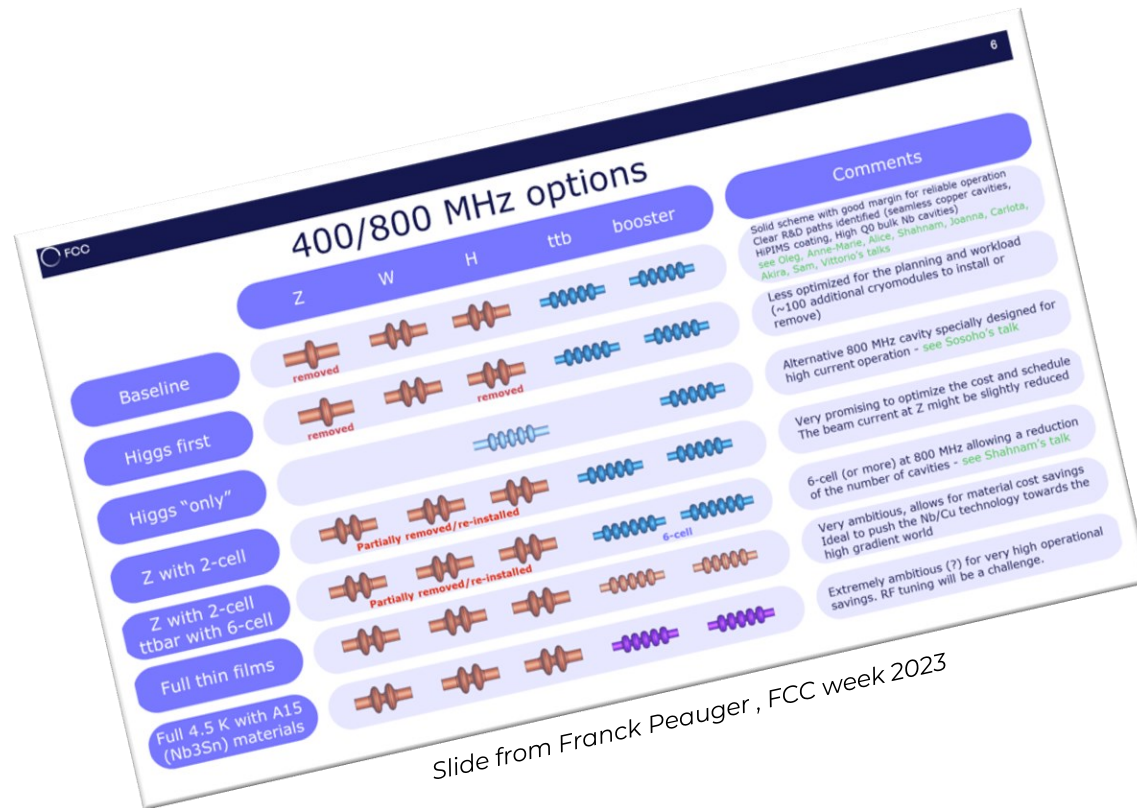 6
FCC
400/800 MHz options
Z
W
H
ttb
booster
Comments
Baseline
removed
Solid scheme with good margin for reliable operation
Clear R&D paths identified (seamless copper cavities,
HiPIMS coating, High Q0 bulk Nb cavities)
see Oleg, Anne-Marie, Alice, Shahnam, Joanna, Carlota,
Akira, Sam, Vittorio's talks
Higgs first
removed
removed
Less optimized for the planning and workload
(~100 additional cryomodules to install or
remove)
Higgs “only”
Alternative 800 MHz cavity specially designed for
high current operation - see Sosoho's talk
Z with 2-cell
Partially removed/re-installed
Very promising to optimize the cost and schedule
The beam current at Z might be slightly reduced
Z with 2-cell
ttbar with 6-cell
Partially removed/re-installed
6-cell
6-cell (or more) at 800 MHz allowing a reduction
of the number of cavities - see Shahnam's talk
Full thin films
Very ambitious, allows for material cost savings
Ideal to push the Nb/Cu technology towards the
high gradient world
Full 4.5 K with A15
(Nb3Sn) materials
Extremely ambitious (?) for very high operational
savings. RF tuning will be a challenge.
Slide from Franck Peauger , FCC week 2023